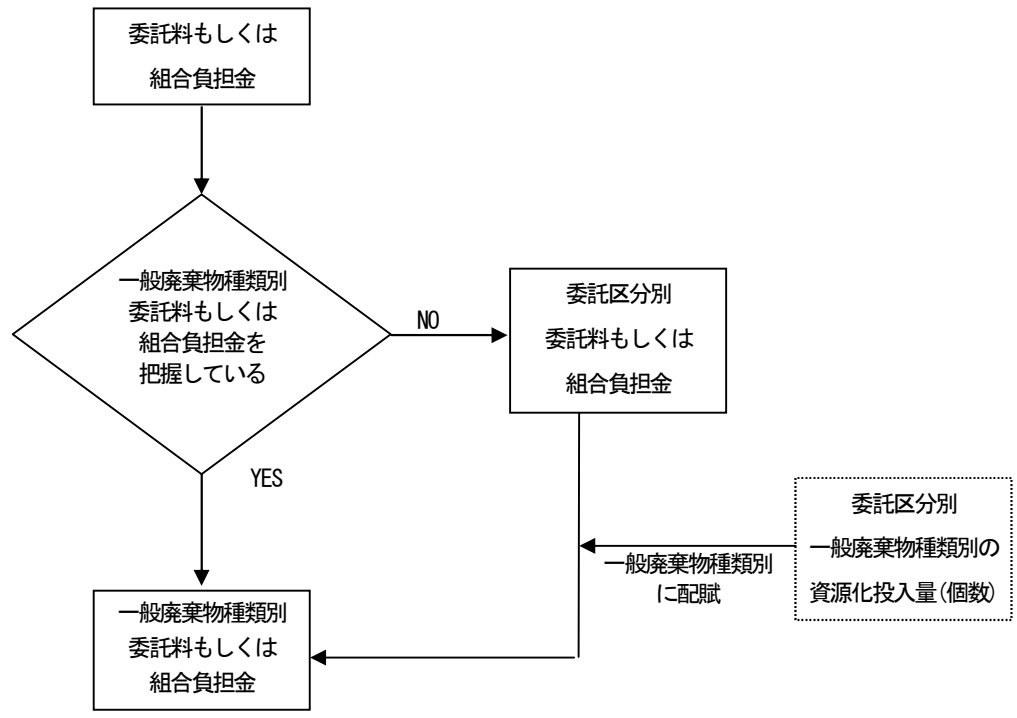 委託料もしくは
組合負担金
一般廃棄物種類別
委託料もしくは
組合負担金を
把握している
NO
委託区分別
委託料もしくは
組合負担金
YES
委託区分別
一般廃棄物種類別の
資源化投入量(個数)
一般廃棄物種類別
に配賦
一般廃棄物種類別
委託料もしくは
組合負担金